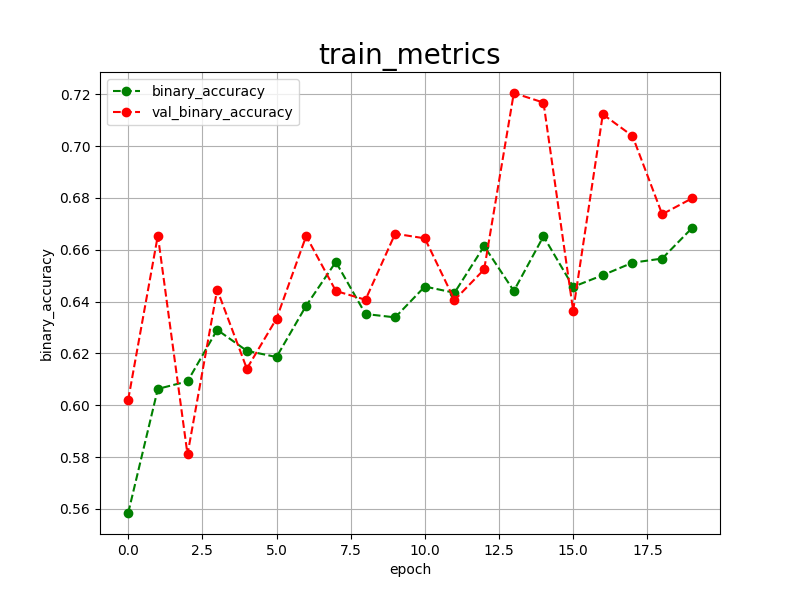 train_metrics
binary_accuracy
val_binary_accuracy
0.72
0.70
0.68
0.66
0.64
0.62
0.60
0.58
0.56
binary_accuracy
0.0 2.5 5.0 7.5 10.0 12.5 15.0 17.5
epoch